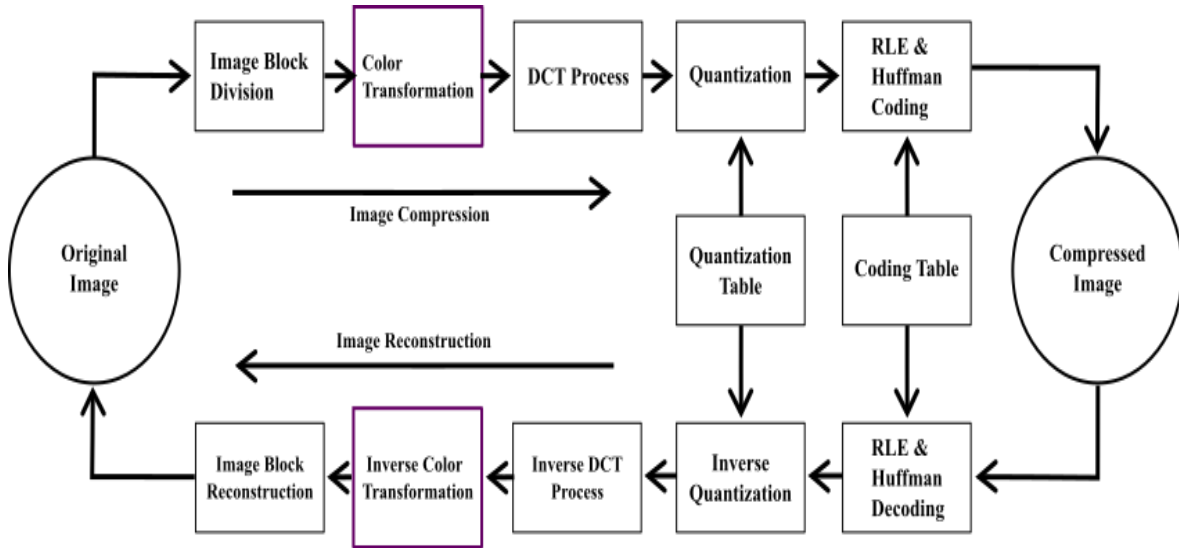 Image Block
Division
Color
Transformation
DCT Process
Quantization
RLE &
Huffman
Coding
Image Compression
Original
Image
Quantization
Table
Coding Table
Compressed
Image
Image Reconstruction
Image Block
Reconstruction
Inverse Color
Transformation
Inverse DCT
Process
Inverse
Quantization
RLE &
Huffman
Decoding